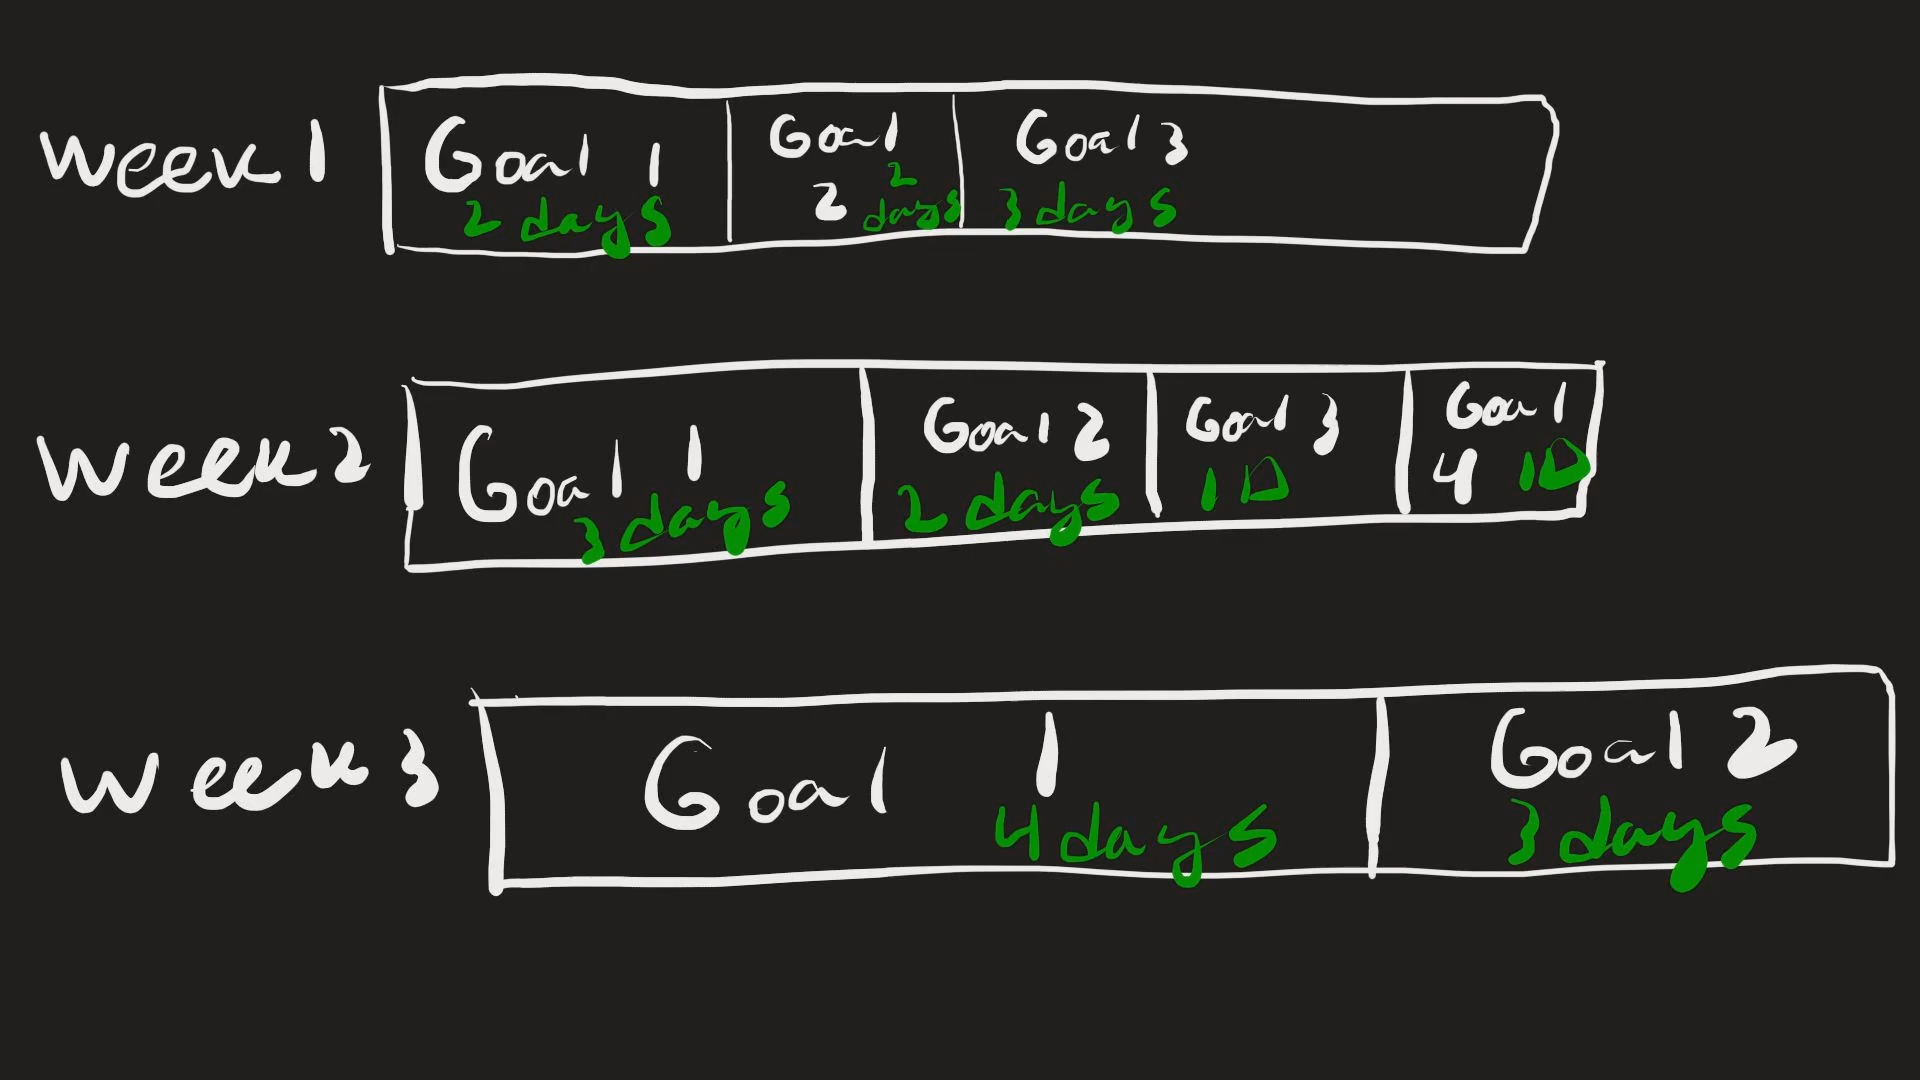 week 1
Goal 1
2 days
Goal
2
2
days
Goal 3
3 days
week 2
Goal 1
3 days
Goal 2
2 days
Goal 3
1 D
Goal
4 1D
week 3
Goal 1
4 days
Goal 2
3 days